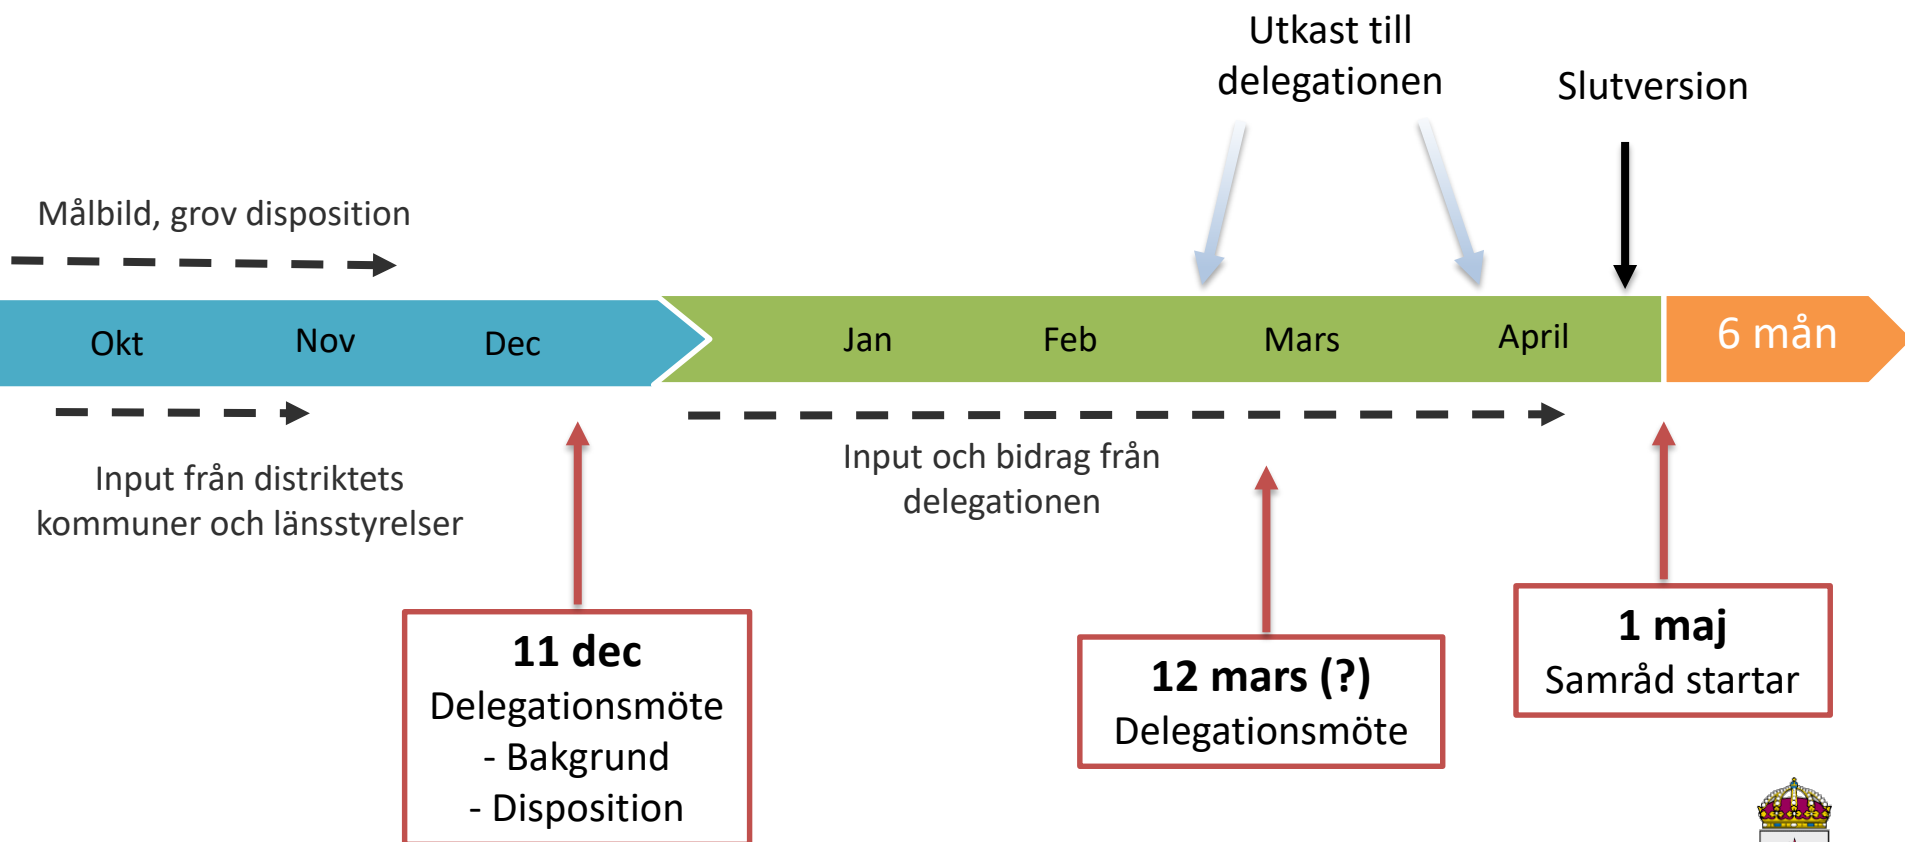 Utkast till
delegationen
Slutversion
Målbild, grov disposition
Okt
Nov
Dec
Jan
Feb
Mars
April
6 mån
Input från distriktets
kommuner och länsstyrelser
Input och bidrag från
delegationen
11 dec
Delegationsmöte
- Bakgrund
- Disposition
12 mars (?)
Delegationsmöte
1 maj
Samråd startar